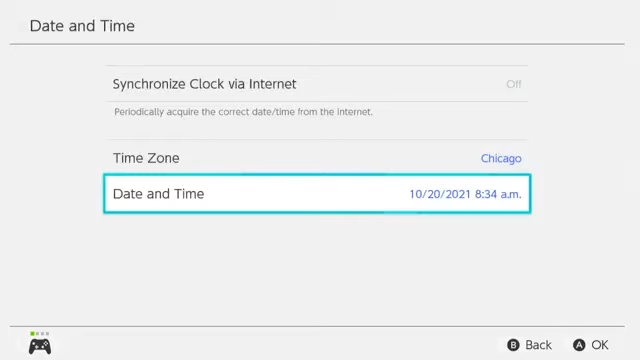 Date and Time
Synchronize Clock via Internet Off
Periodically acquire the correct date/time from the Internet.
Time Zone Chicago
Date and Time 10/20/2021 8:34 a.m.
B Back A OK